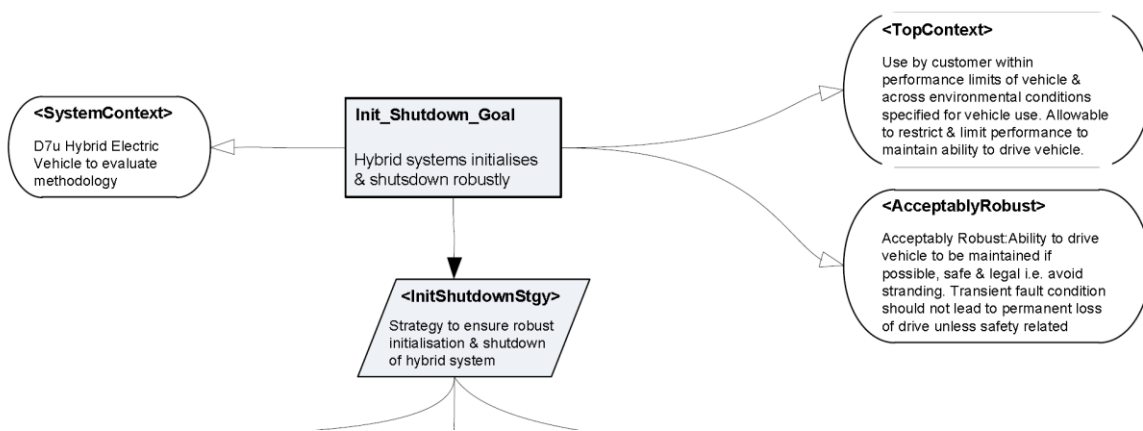 <SystemContext>
D7u Hybrid Electric
Vehicle to evaluate
methodology
Init_Shutdown_Goal
Hybrid systems initialises
& shutsdown robustly
<TopContext>
Use by customer within
performance limits of vehicle &
across environmental conditions
specified for vehicle use. Allowable
to restrict & limit performance to
maintain ability to drive vehicle.
<AcceptablyRobust>
Acceptably Robust:Ability to drive
vehicle to be maintained if
possible, safe & legal i.e. avoid
stranding. Transient fault condition
should not lead to permanent loss
of drive unless safety related
<InitShutdownStgy>
Strategy to ensure robust
initialisation & shutdown
of hybrid system